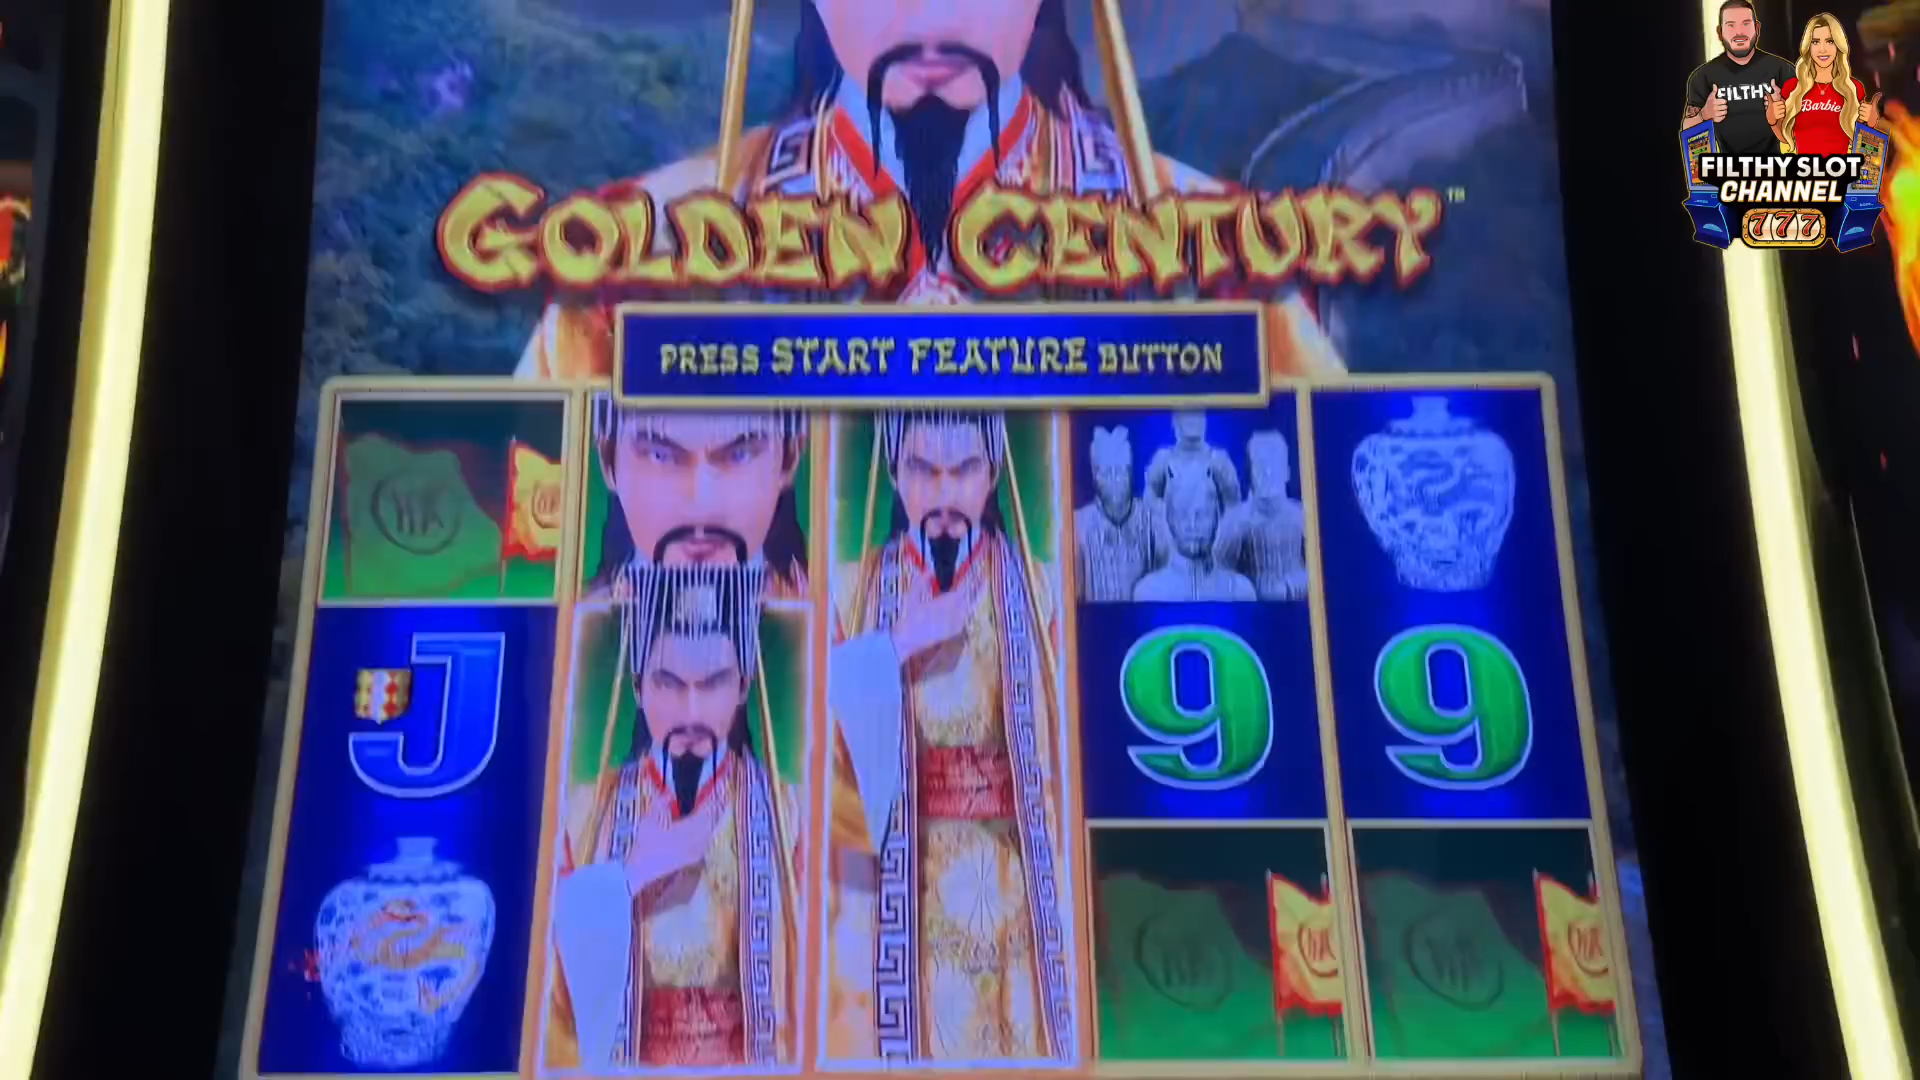 FILTHY
Barbie
FILTHY SLOT
CHANNEL
777
GOLDEN CENTURY™
PRESS START FEATURE BUTTON
J
9
9